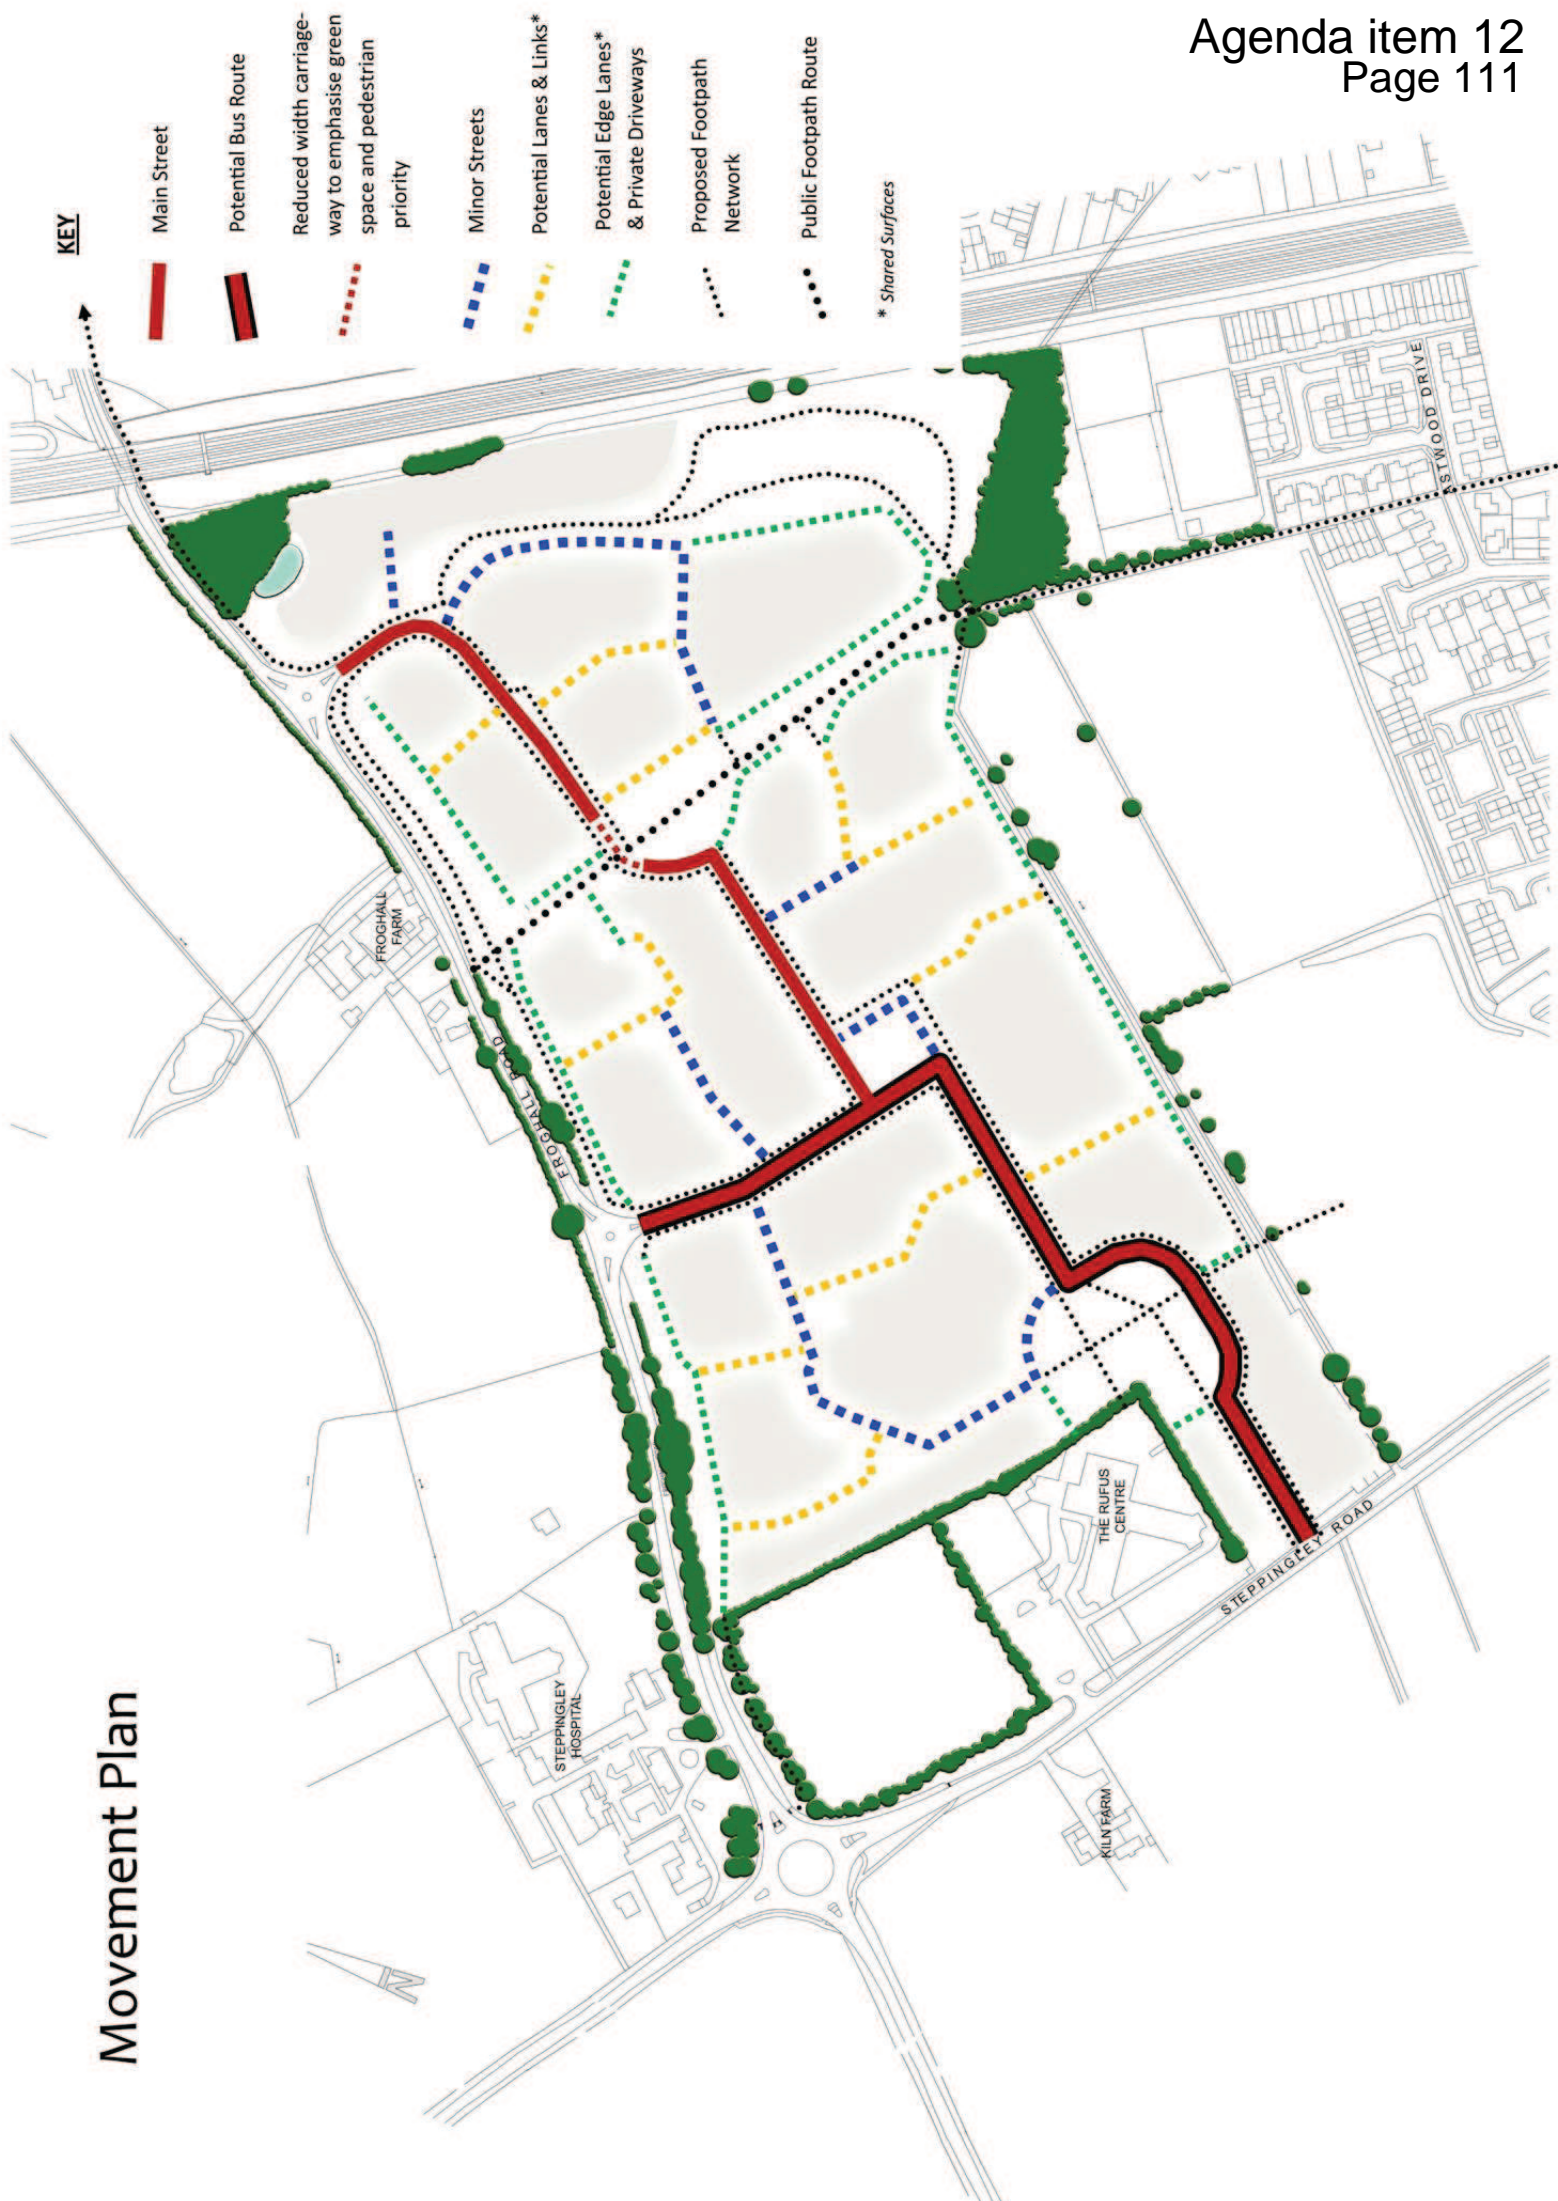 Agenda item 12
Page 111
Movement Plan
KEY
Main Street
Potential Bus Route
Reduced width carriage-
way to emphasise green
space and pedestrian
priority
Minor Streets
Potential Lanes & Links*
Potential Edge Lanes*
& Private Driveways
Proposed Footpath
Network
Public Footpath Route
* Shared Surfaces
FROGHALL
FARM
FROGHALL ROAD
STEPPINGLEY
HOSPITAL
THE RUFUS
CENTRE
STEPPINGLEY ROAD
KILN FARM
ASTWOOD DRIVE
N